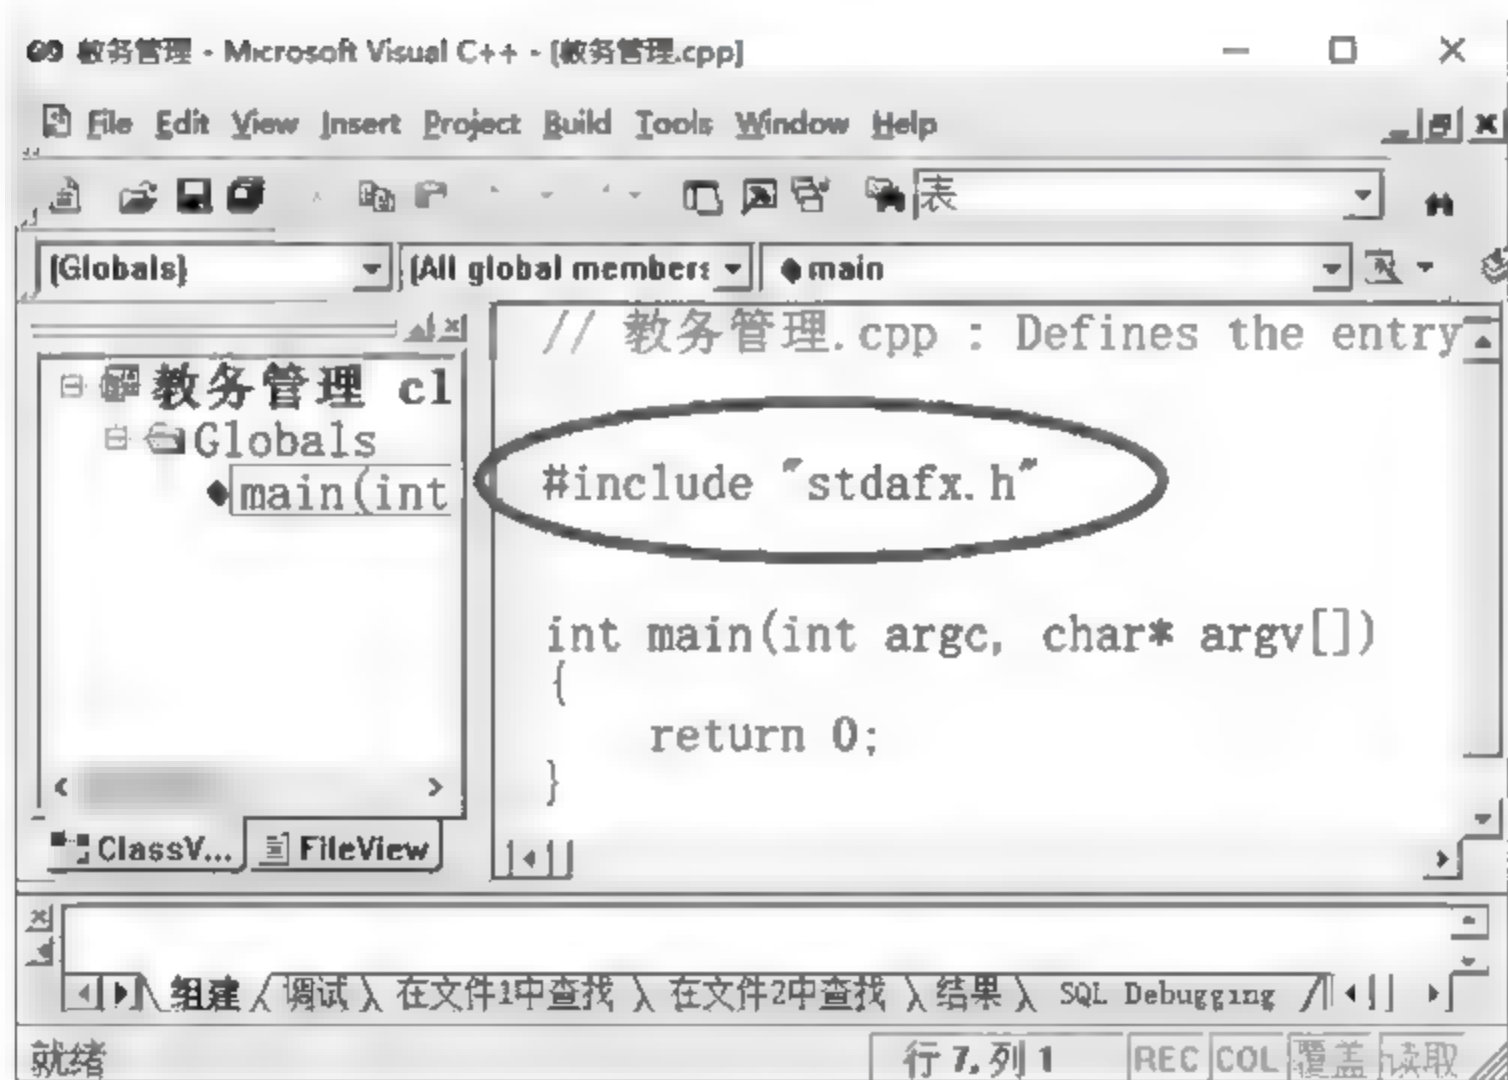 教务管理 - Microsoft Visual C++ - [教务管理.cpp]
File Edit View Insert Project Build Tools Window Help
表
(Globals) (All global members main
教务管理 cl
Globals
main(int
// 教务管理.cpp : Defines the entry
#include "stdafx.h"
int main(int argc, char* argv[])
{
return 0;
}
ClassV... FileView
组建 调试 在文件1中查找 在文件2中查找 结果 SQL Debugging
就绪 行 7, 列 1 REC COL 覆盖 读取